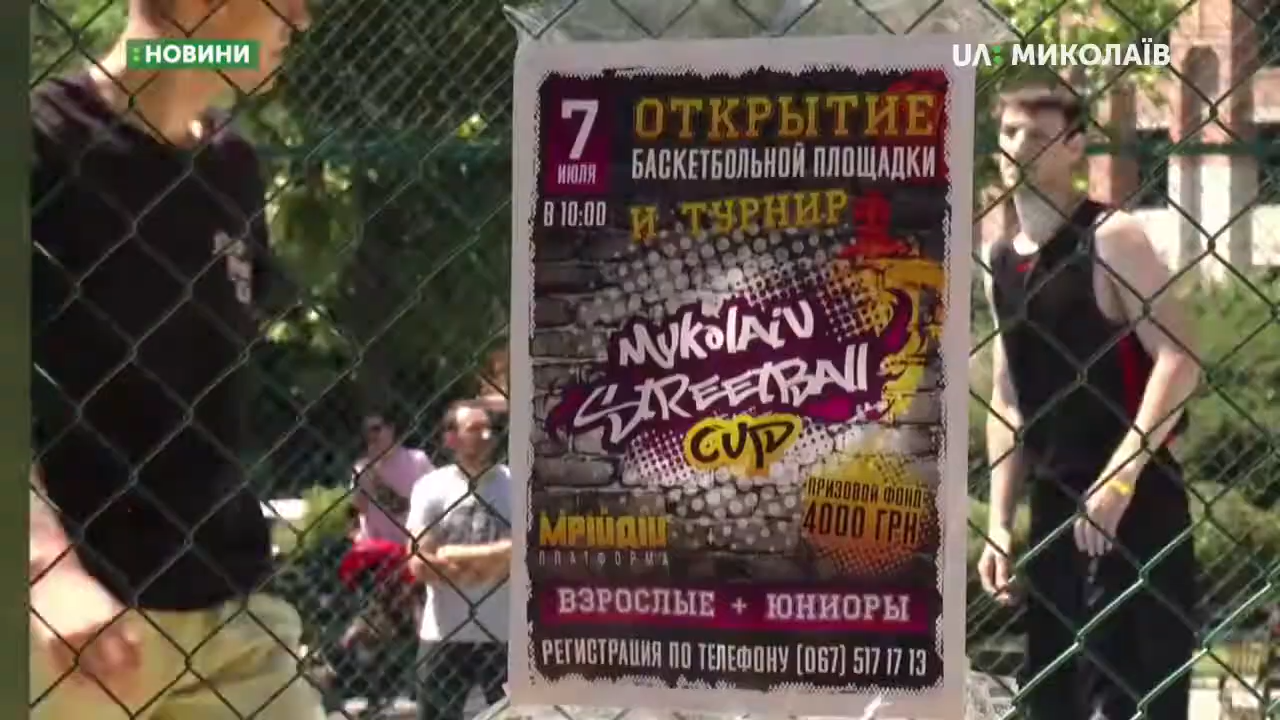 :НОВИНИ
UA: МИКОЛАЇВ
7
ИЮЛЯ
В 10:00
ОТКРЫТИЕ
БАСКЕТБОЛЬНОЙ ПЛОЩАДКИ
И ТУРНИР
MYKOLAIV
STREETBALL
CUP
ПРИЗОВОЙ ФОНД
4000 ГРН
МРІЙДІЙ
ПЛАТФОРМА
ВЗРОСЛЫЕ + ЮНИОРЫ
РЕГИСТРАЦИЯ ПО ТЕЛЕФОНУ (067) 517 17 13